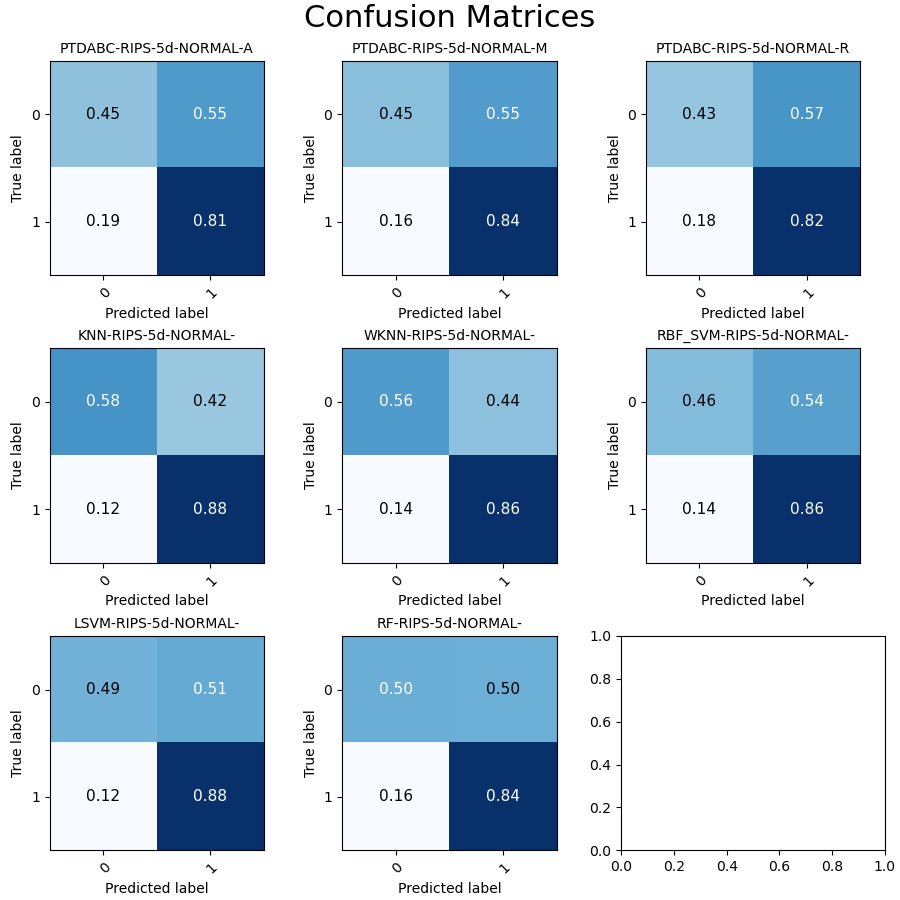 Confusion Matrices
PTDABC-RIPS-5d-NORMAL-A
0
0.45
0.55
True label
1
0.19
0.81
0
1
Predicted label
PTDABC-RIPS-5d-NORMAL-M
0
0.45
0.55
True label
1
0.16
0.84
0
1
Predicted label
PTDABC-RIPS-5d-NORMAL-R
0
0.43
0.57
True label
1
0.18
0.82
0
1
Predicted label
KNN-RIPS-5d-NORMAL-
0
0.58
0.42
True label
1
0.12
0.88
0
1
Predicted label
WKNN-RIPS-5d-NORMAL-
0
0.56
0.44
True label
1
0.14
0.86
0
1
Predicted label
RBF_SVM-RIPS-5d-NORMAL-
0
0.46
0.54
True label
1
0.14
0.86
0
1
Predicted label
LSVM-RIPS-5d-NORMAL-
0
0.49
0.51
True label
1
0.12
0.88
0
1
Predicted label
RF-RIPS-5d-NORMAL-
0
0.50
0.50
True label
1
0.16
0.84
0
1
Predicted label
1.0
0.8
0.6
0.4
0.2
0.0
0.0 0.2 0.4 0.6 0.8 1.0